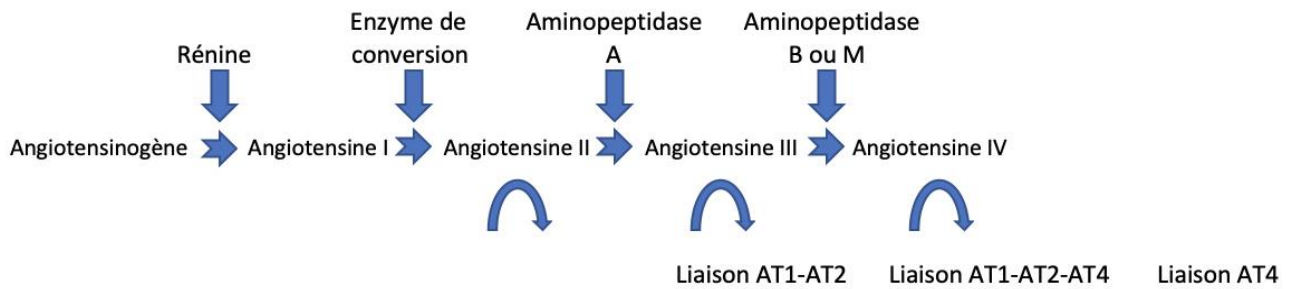 Rénine
Enzyme de
conversion
Aminopeptidase
A
Aminopeptidase
B ou M
Angiotensinogène
Angiotensine I
Angiotensine II
Angiotensine III
Angiotensine IV
Liaison AT1-AT2
Liaison AT1-AT2-AT4
Liaison AT4